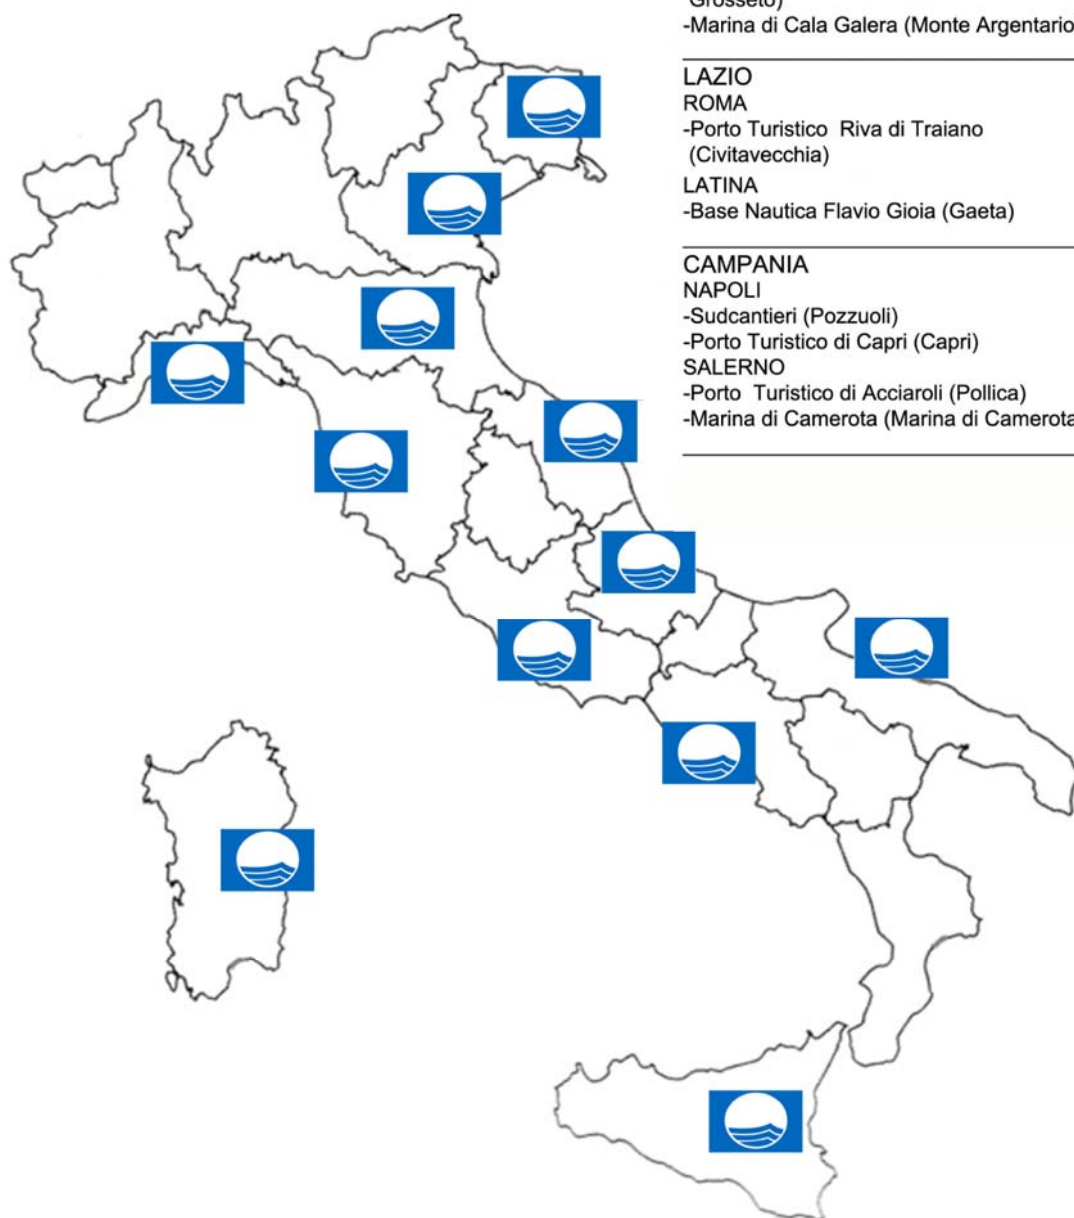 Grosseto)
-Marina di Cala Galera (Monte Argentario
LAZIO
ROMA
-Porto Turistico Riva di Traiano
(Civitavecchia)
LATINA
-Base Nautica Flavio Gioia (Gaeta)
CAMPANIA
NAPOLI
-Sudcantieri (Pozzuoli)
-Porto Turistico di Capri (Capri)
SALERNO
-Porto Turistico di Acciaroli (Pollica)
-Marina di Camerota (Marina di Camerota